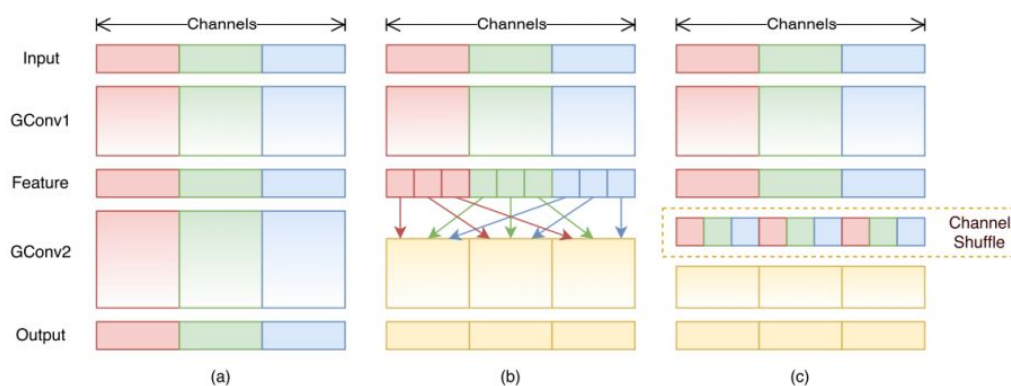 Channels
Channels
Channels
Input
GConv1
Feature
Channel
Shuffle
GConv2
Output
(a)
(b)
(c)